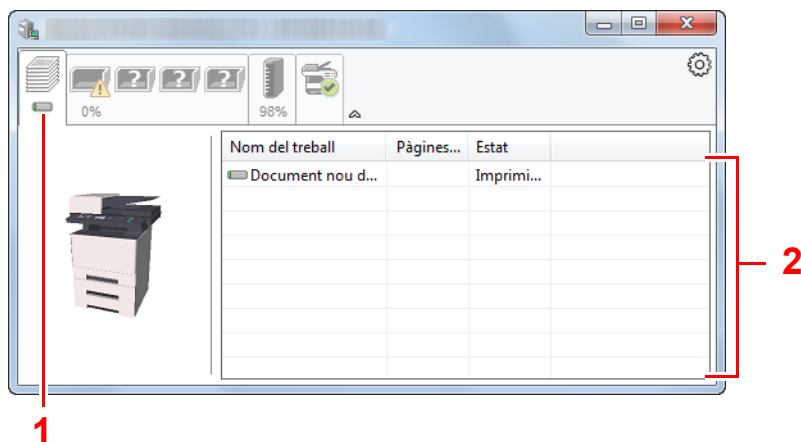 ? ? ?
0% 98%
Nom del treball Pàgines... Estat
Document nou d... Imprimi...
2
1